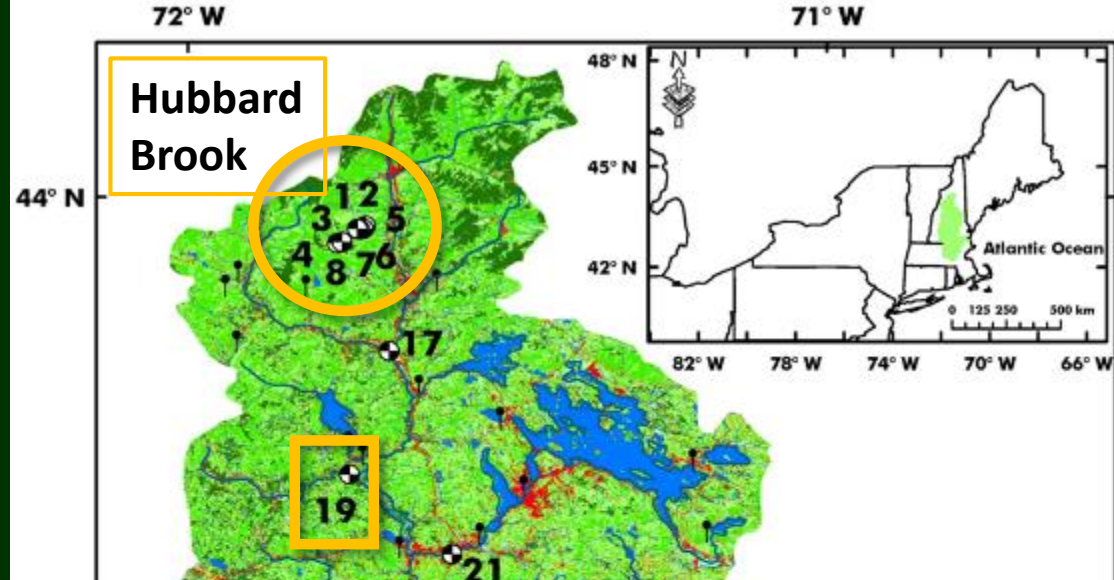 72° W
71° W
Hubbard
Brook
44° N
1 2
3
5
4
8
7
6
17
19
21
48° N
N
45° N
42° N
Atlantic Ocean
0 125 250 500 km
82° W 78° W 74° W 70° W 66° W